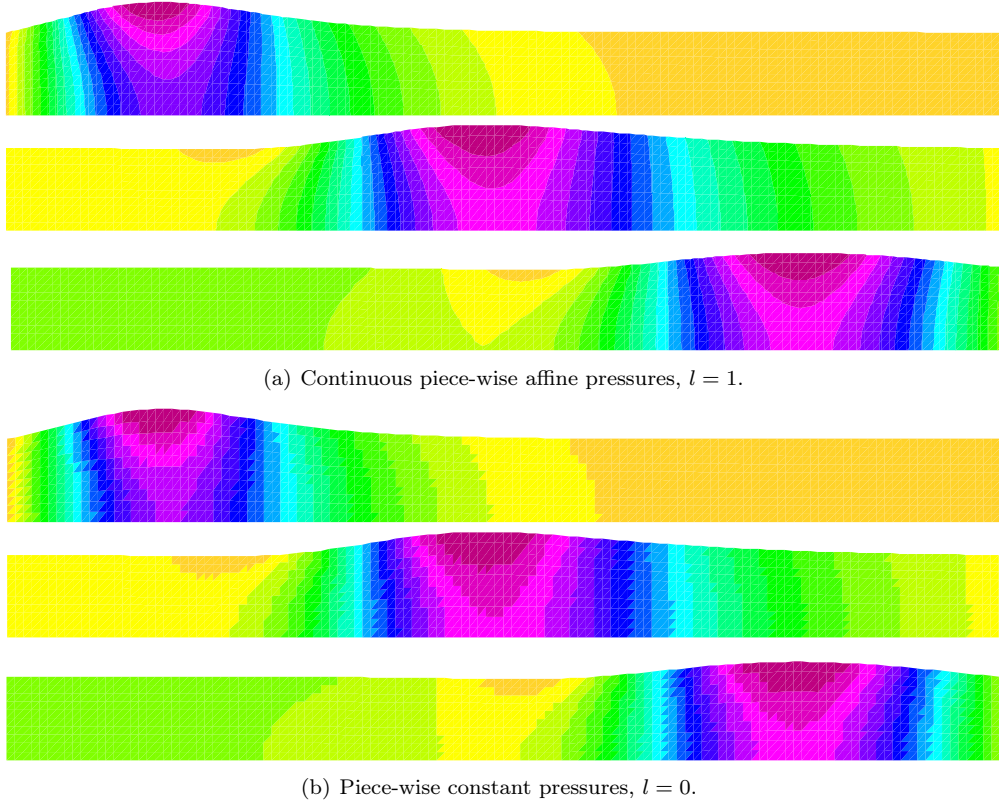 (a) Continuous piece-wise affine pressures, l = 1.
(b) Piece-wise constant pressures, l = 0.